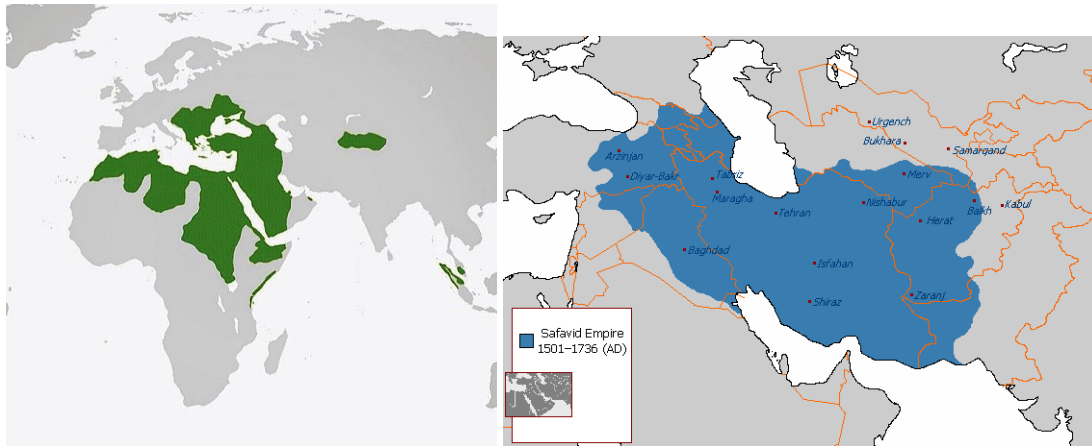 Urgench
Bukhara
Samarqand
Arzinjan
Diyar-Bakr
Tabriz
Merv
Maragha
Nishabur
Balkh
Kabul
Tehran
Herat
Baghdad
Isfahan
Shiraz
Zaranj
Safavid Empire
1501–1736 (AD)